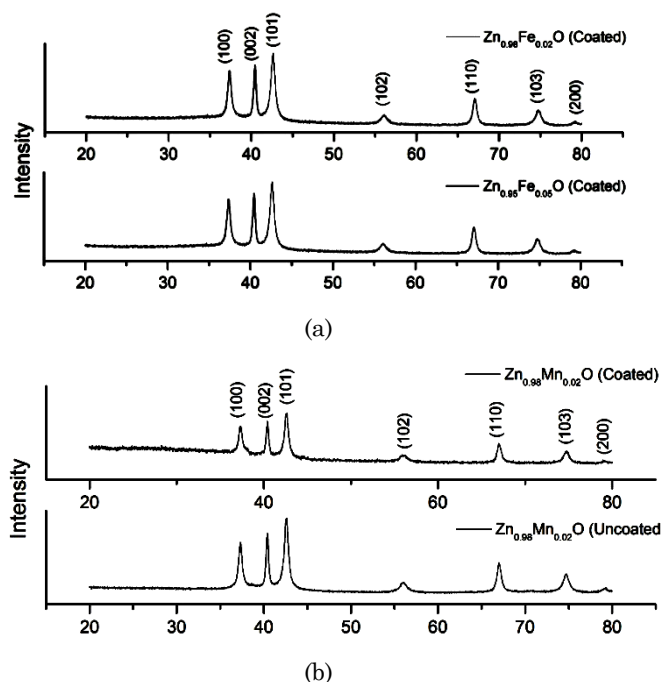 Zn0.98Fe0.02O (Coated)
(100)
(002)
(101)
(102)
(110)
(103)
(200)
20 30 40 50 60 70 80
Intensity
Zn0.95Fe0.05O (Coated)
20 30 40 50 60 70 80
(a)
Zn0.98Mn0.02O (Coated)
(100)
(002)
(101)
(102)
(110)
(103)
(200)
20 40 60 80
Intensity
Zn0.98Mn0.02O (Uncoated
20 30 40 50 60 70 80
(b)